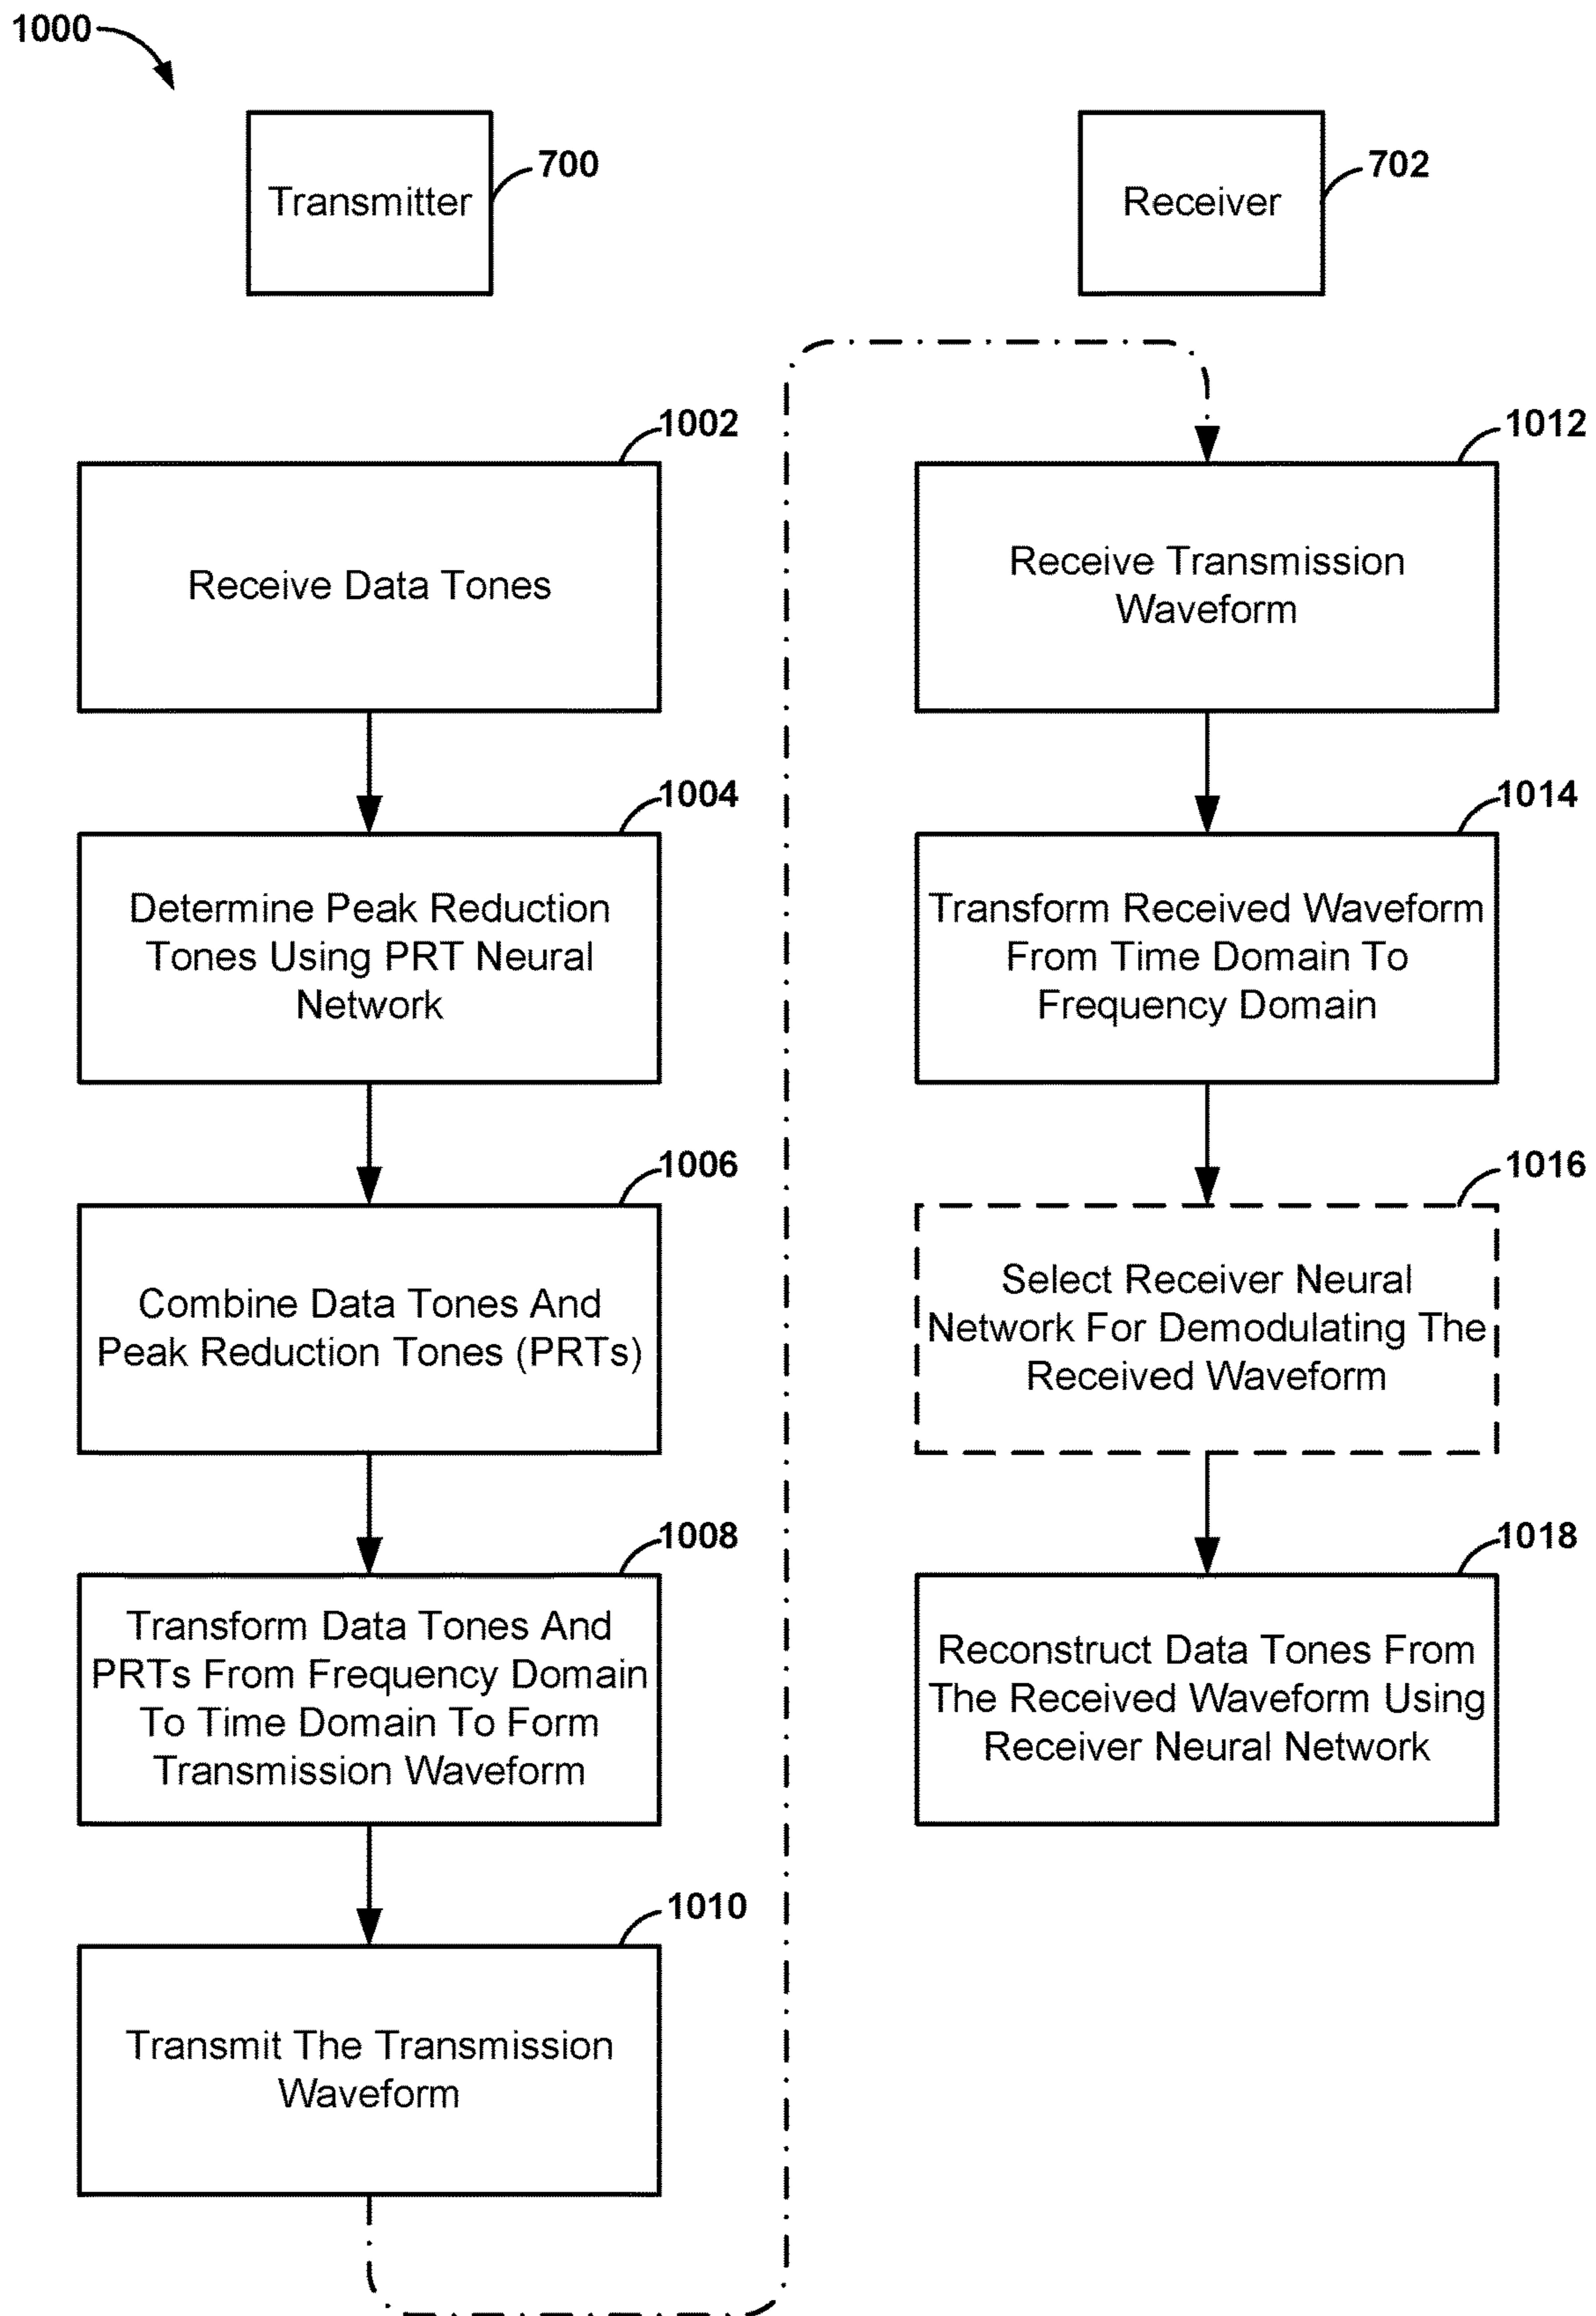 1000
Transmitter
700
Receiver
702
1002
Receive Data Tones
1004
Determine Peak Reduction
Tones Using PRT Neural
Network
1006
Combine Data Tones And
Peak Reduction Tones (PRTs)
1008
Transform Data Tones And
PRTs From Frequency Domain
To Time Domain To Form
Transmission Waveform
1010
Transmit The Transmission
Waveform
1012
Receive Transmission
Waveform
1014
Transform Received Waveform
From Time Domain To
Frequency Domain
1016
Select Receiver Neural
Network For Demodulating The
Received Waveform
1018
Reconstruct Data Tones From
The Received Waveform Using
Receiver Neural Network